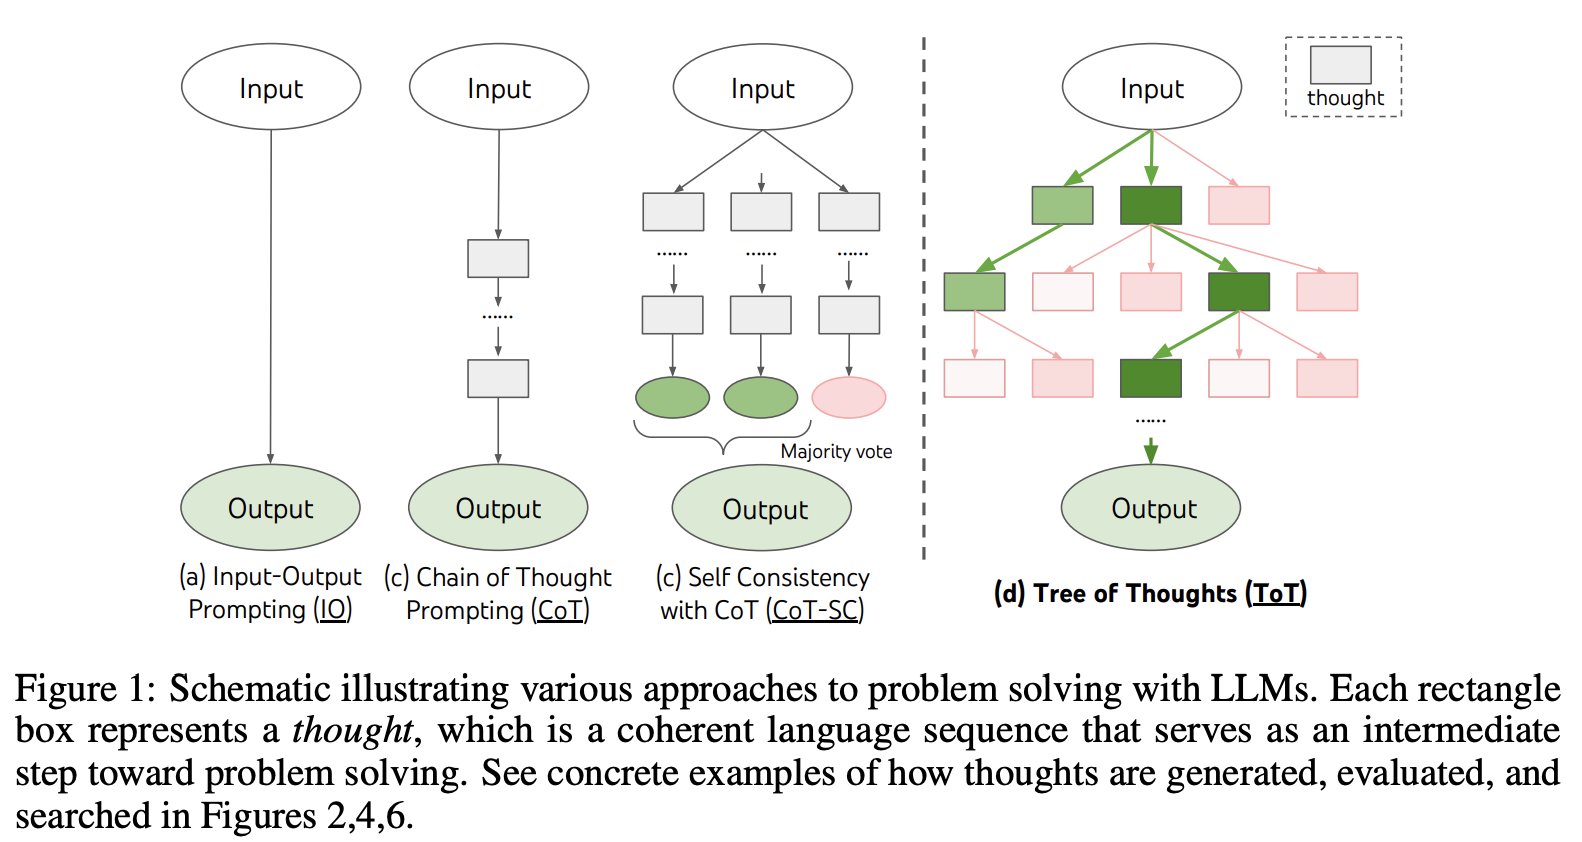 Input
Input
Input
Input
thought
......
......
......
......
......
Majority vote
Output
Output
Output
Output
(a) Input-Output
Prompting (IO)
(c) Chain of Thought
Prompting (CoT)
(c) Self Consistency
with CoT (CoT-SC)
(d) Tree of Thoughts (ToT)
Figure 1: Schematic illustrating various approaches to problem solving with LLMs. Each rectangle
box represents a thought, which is a coherent language sequence that serves as an intermediate
step toward problem solving. See concrete examples of how thoughts are generated, evaluated, and
searched in Figures 2,4,6.